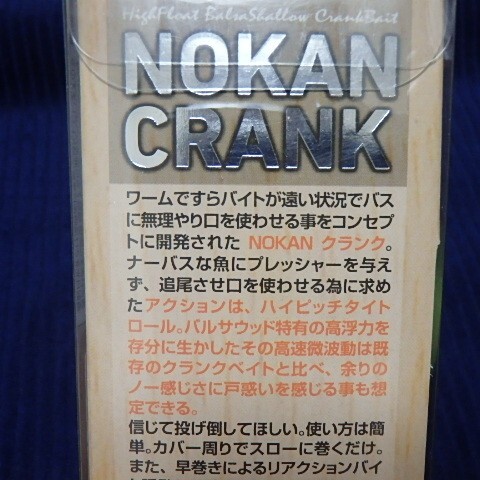 HighFloat BalsaShallow CrankBait
NOKAN
CRANK
ワームですらバイトが遠い状況でバス
に無理やり口を使わせる事をコンセプ
トに開発された NOKAN クランク。
ナーバスな魚にプレッシャーを与え
ず、追尾させ口を使わせる為に求め
たアクションは、ハイピッチタイト
ロール。バルサウッド特有の高浮力を
存分に生かしたその高速微波動は既
存のクランクベイトと比べ、余りの
ノー感じさに戸惑いを感じる事も想
定できる。
信じて投げ倒してほしい。使い方は簡
単。カバー周りでスローに巻くだけ。
また、早巻きによるリアクションバイ